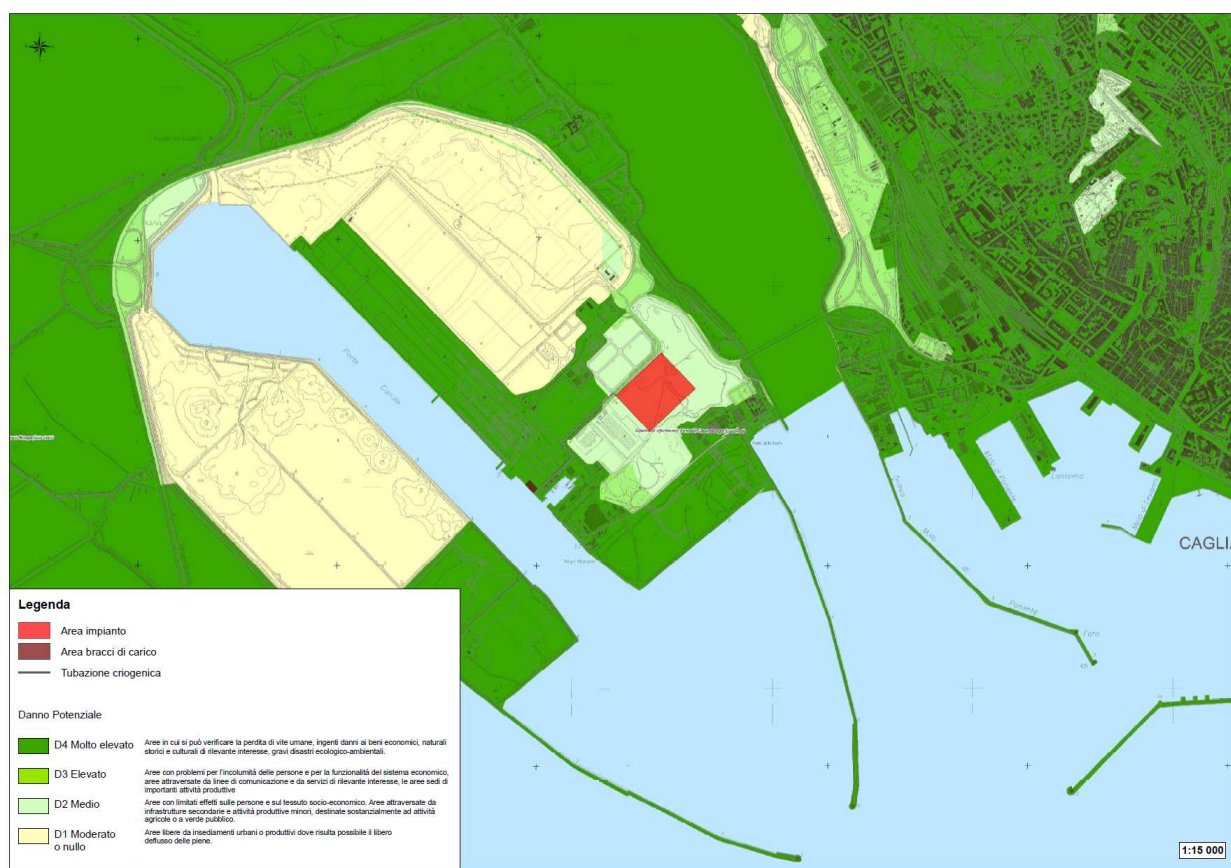 Porto
Canale
Lanterna
Molo
Ponente
Faro
CAGLIA
Legenda
Area impianto
Area bracci di carico
Tubazione criogenica
Danno Potenziale
D4 Molto elevato
Aree in cui si può verificare la perdita di vite umane, ingenti danni ai beni economici, naturali
storici e culturali di rilevante interesse, gravi disastri ecologico-ambientali.
D3 Elevato
Aree con problemi per l'incolumità delle persone e per la funzionalità del sistema economico,
aree attraversate da linee di comunicazione e da servizi di rilevante interesse, le aree sedi di
importanti attività produttive
D2 Medio
Aree con limitati effetti sulle persone e sul tessuto socio-economico. Aree attraversate da
infrastrutture secondarie e attività produttive minori, destinate sostanzialmente ad attività
agricole o a verde pubblico.
D1 Moderato
o nullo
Aree libere da insediamenti urbani o produttivi dove risulta possibile il libero
deflusso delle piene.
1:15 000